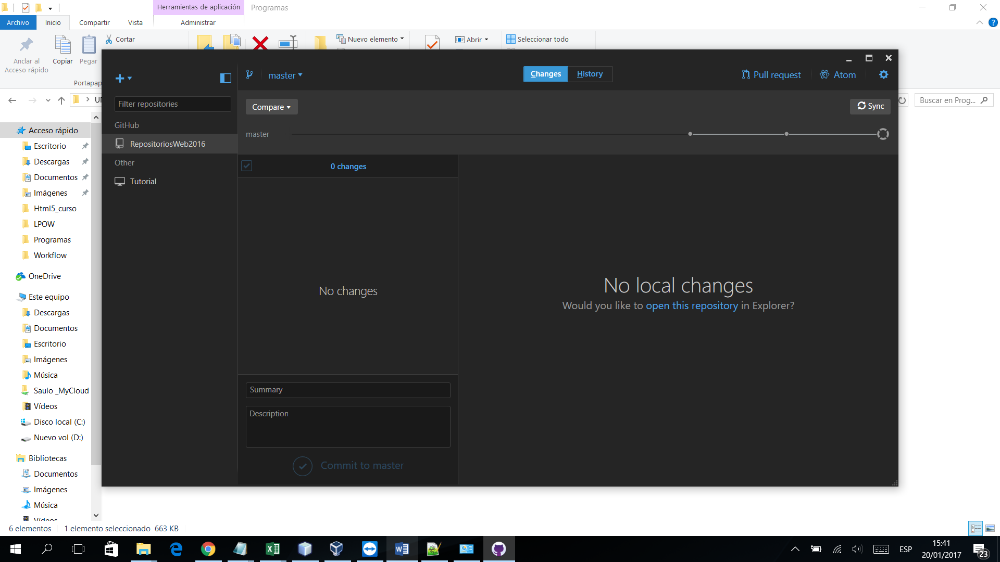 Herramientas de aplicación
Programas
Archivo
Inicio
Compartir
Vista
Administrar
Anclar al
Acceso rápido
Copiar
Pegar
Cortar
Nuevo elemento
Abrir
Seleccionar todo
Buscar en Prog...
master
Changes
History
Pull request
Atom
Filter repositories
Compare
Sync
GitHub
master
RepositoriosWeb2016
Other
Tutorial
0 changes
No changes
No local changes
Would you like to open this repository in Explorer?
Summary
Description
Commit to master
Acceso rápido
Escritorio
Descargas
Documentos
Imágenes
Html5_curso
LPOW
Programas
Workflow
OneDrive
Este equipo
Descargas
Documentos
Escritorio
Imágenes
Música
Saulo _MyCloud
Vídeos
Disco local (C:)
Nuevo vol (D:)
Bibliotecas
Documentos
Imágenes
Música
Vídeos
6 elementos 1 elemento seleccionado 663 KB
ESP
15:41
20/01/2017
23